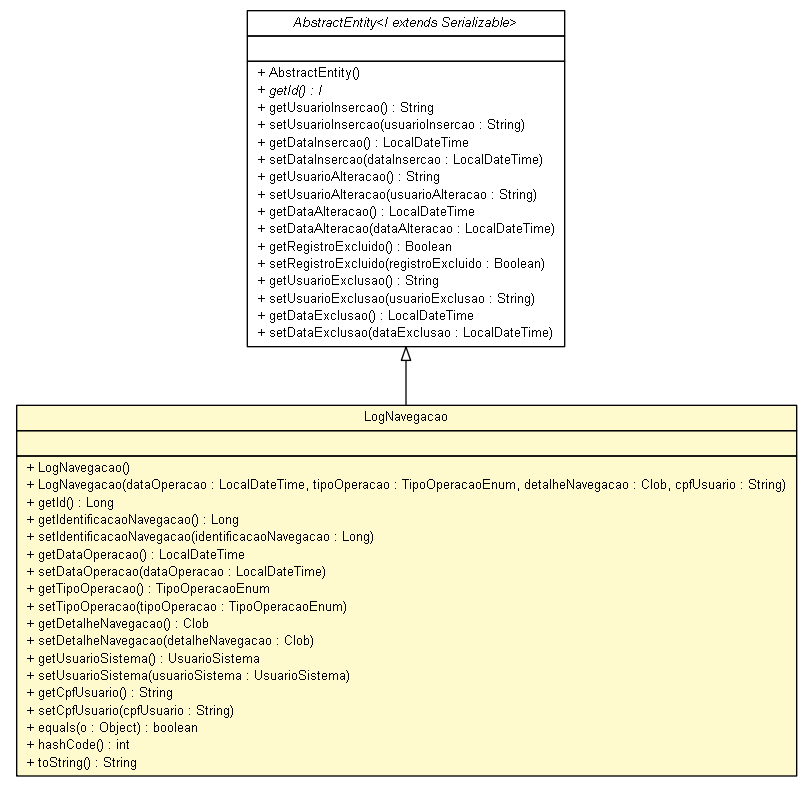 AbstractEntity<I extends Serializable>
+ AbstractEntity()
+ getId() : I
+ getUsuarioInsercao() : String
+ setUsuarioInsercao(usuarioInsercao : String)
+ getDataInsercao() : LocalDateTime
+ setDataInsercao(dataInsercao : LocalDateTime)
+ getUsuarioAlteracao() : String
+ setUsuarioAlteracao(usuarioAlteracao : String)
+ getDataAlteracao() : LocalDateTime
+ setDataAlteracao(dataAlteracao : LocalDateTime)
+ getRegistroExcluido() : Boolean
+ setRegistroExcluido(registroExcluido : Boolean)
+ getUsuarioExclusao() : String
+ setUsuarioExclusao(usuarioExclusao : String)
+ getDataExclusao() : LocalDateTime
+ setDataExclusao(dataExclusao : LocalDateTime)
LogNavegacao
+ LogNavegacao()
+ LogNavegacao(dataOperacao : LocalDateTime, tipoOperacao : TipoOperacaoEnum, detalheNavegacao : Clob, cpfUsuario : String)
+ getId() : Long
+ getIdentificacaoNavegacao() : Long
+ setIdentificacaoNavegacao(identificacaoNavegacao : Long)
+ getDataOperacao() : LocalDateTime
+ setDataOperacao(dataOperacao : LocalDateTime)
+ getTipoOperacao() : TipoOperacaoEnum
+ setTipoOperacao(tipoOperacao : TipoOperacaoEnum)
+ getDetalheNavegacao() : Clob
+ setDetalheNavegacao(detalheNavegacao : Clob)
+ getUsuarioSistema() : UsuarioSistema
+ setUsuarioSistema(usuarioSistema : UsuarioSistema)
+ getCpfUsuario() : String
+ setCpfUsuario(cpfUsuario : String)
+ equals(o : Object) : boolean
+ hashCode() : int
+ toString() : String